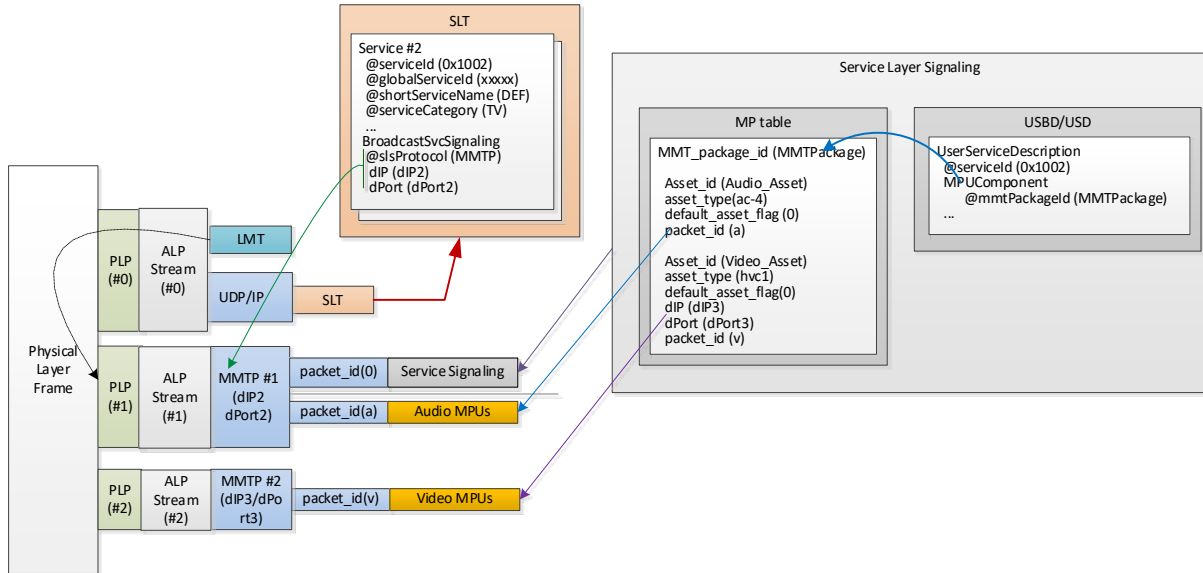 SLT
Service #2
@serviceId (0x1002)
@globalServiceId (xxxxx)
@shortServiceName (DEF)
@serviceCategory (TV)
...
BroadcastSvcSignaling
@slsProtocol (MMTP)
dIP (dIP2)
dPort (dPort2)
Service Layer Signaling
MP table
MMT_package_id (MMTPackage)
Asset_id (Audio_Asset)
asset_type(ac-4)
default_asset_flag (0)
packet_id (a)
Asset_id (Video_Asset)
asset_type (hvc1)
default_asset_flag(0)
dIP (dIP3)
dPort (dPort3)
packet_id (v)
USBD/USD
UserServiceDescription
@serviceId (0x1002)
MPUComponent
@mmtPackageId (MMTPackage)
...
Physical
Layer
Frame
PLP
(#0)
ALP
Stream
(#0)
LMT
UDP/IP
SLT
PLP
(#1)
ALP
Stream
(#1)
MMTP #1
(dIP2
dPort2)
packet_id(0)
Service Signaling
packet_id(a)
Audio MPUs
PLP
(#2)
ALP
Stream
(#2)
MMTP #2
(dIP3/dPo
rt3)
packet_id(v)
Video MPUs